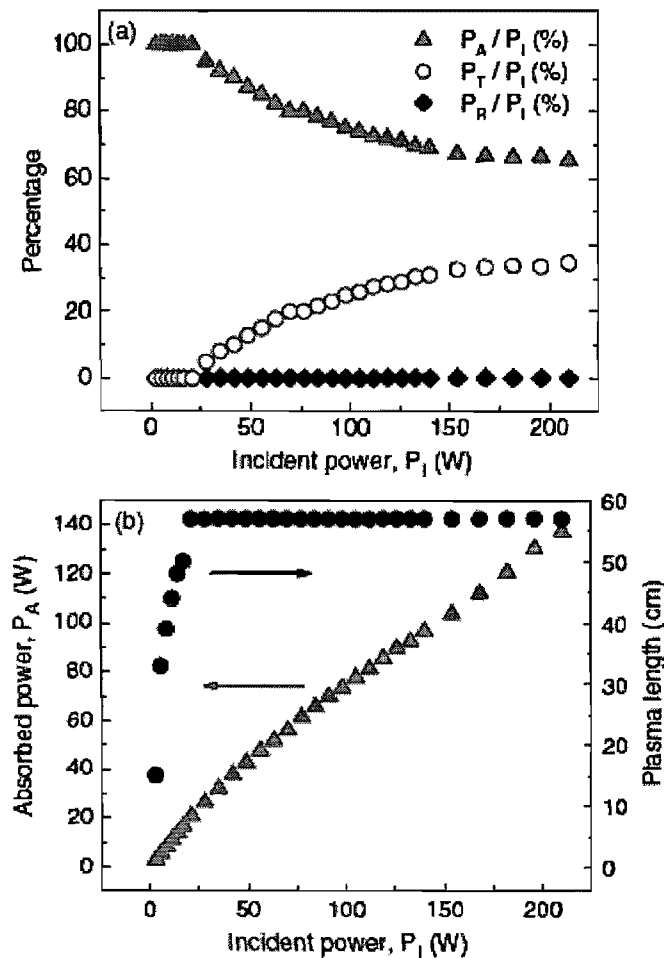 (a)
P_A / P_I (%)
P_T / P_I (%)
P_R / P_I (%)
100
80
60
40
20
0
Percentage
0 50 100 150 200
Incident power, P_I (W)
(b)
140
120
100
80
60
40
20
0
Absorbed power, P_A (W)
60
50
40
30
20
10
0
Plasma length (cm)
0 50 100 150 200
Incident power, P_I (W)